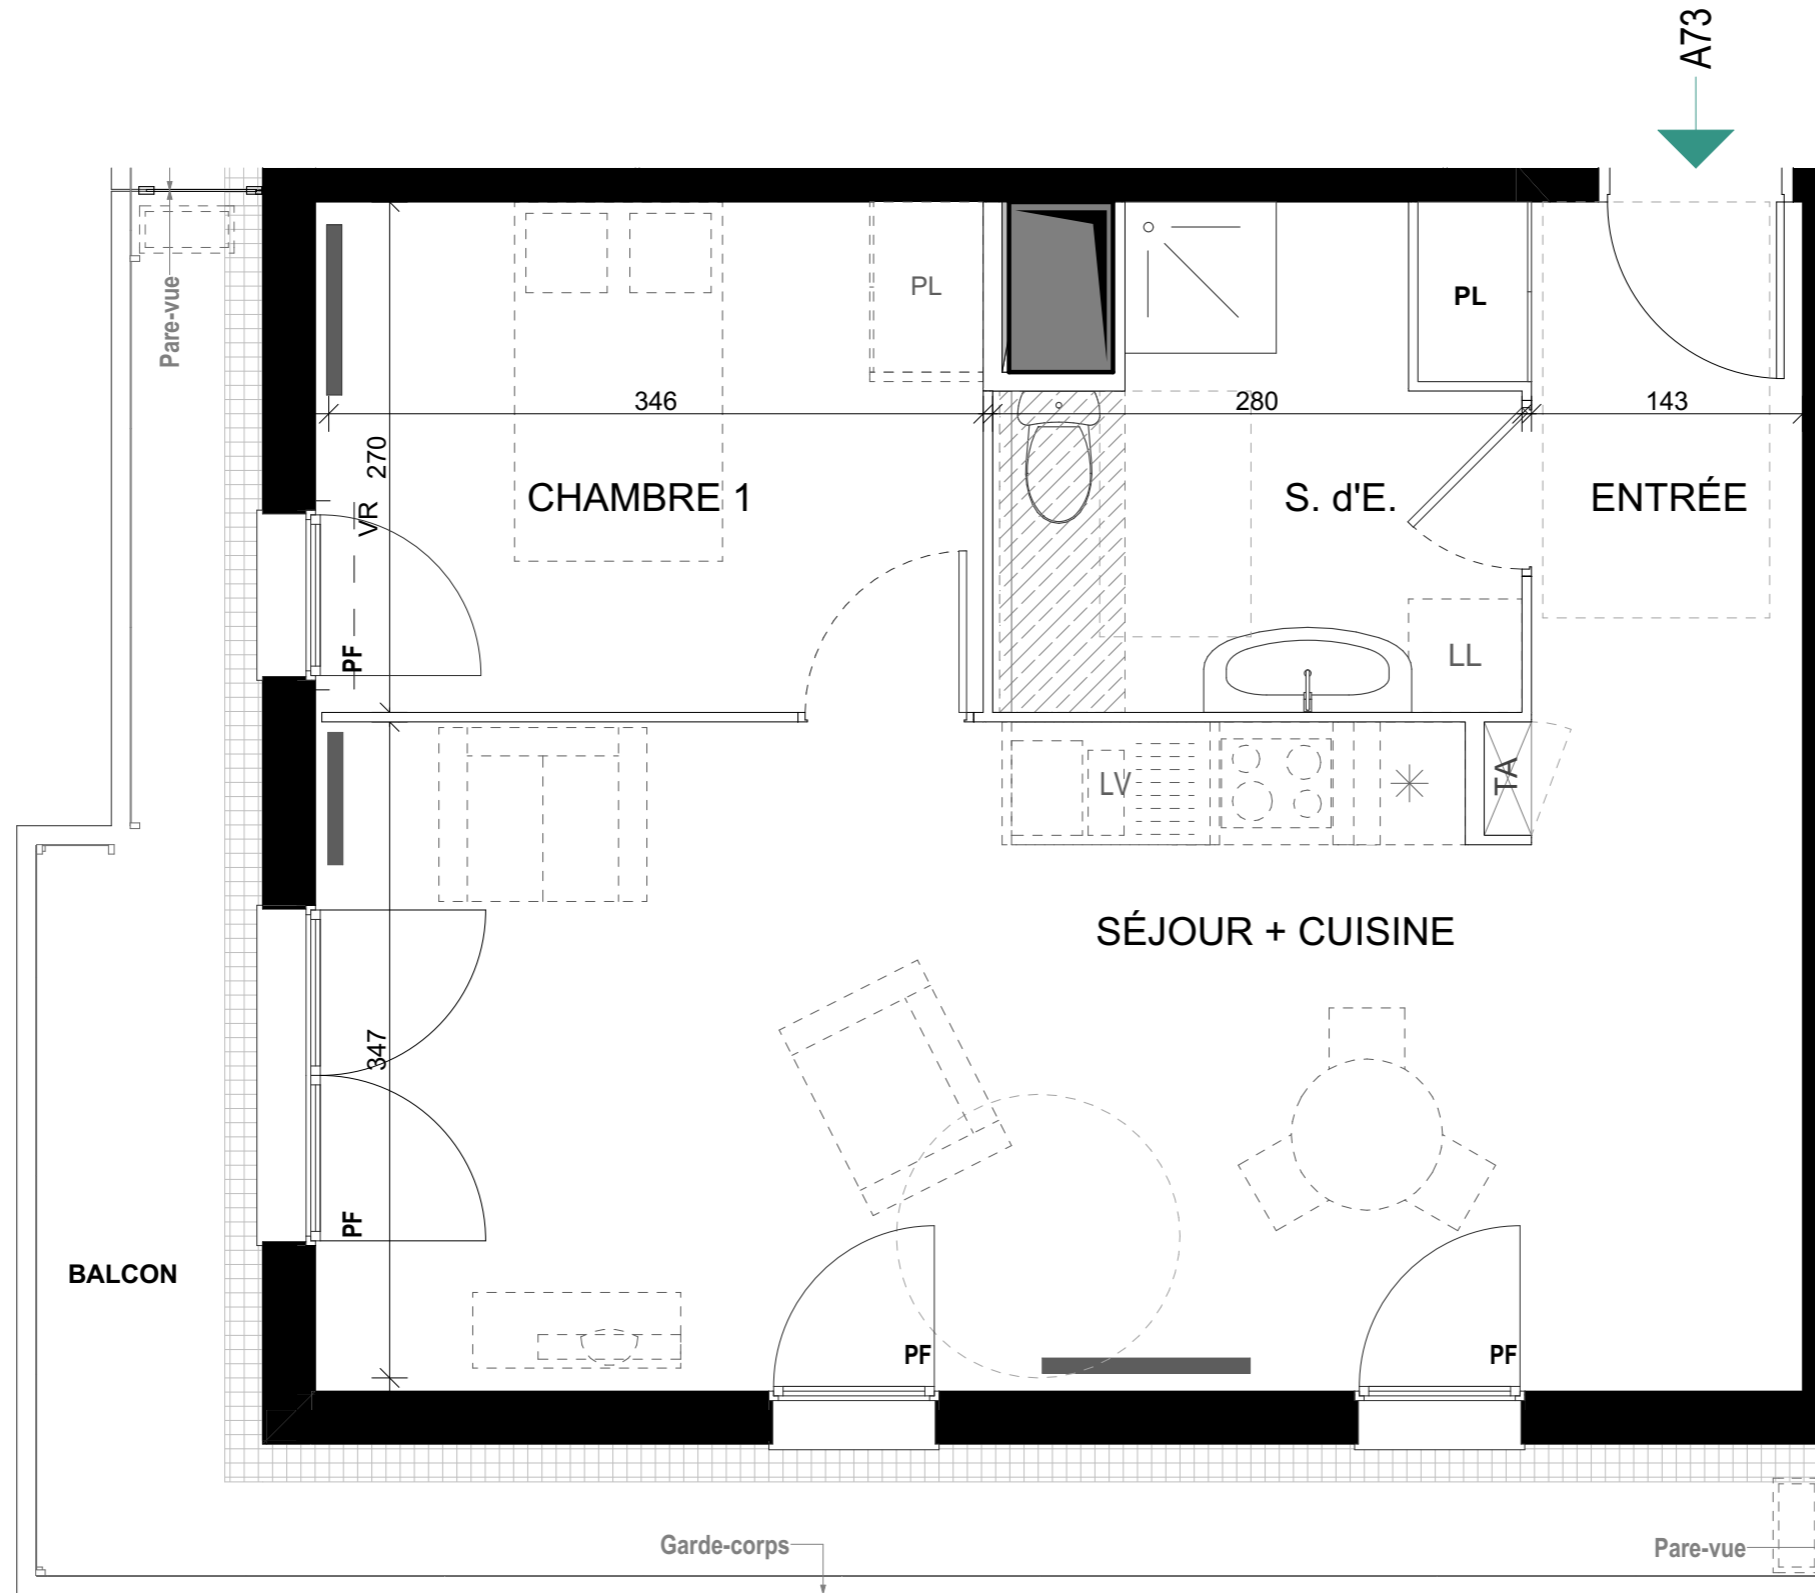 A73
Pare-vue
PL
PL
346
280
143
270
VR
CHAMBRE 1
S. d'E.
ENTRÉE
PF
LL
LV
TA
SÉJOUR + CUISINE
347
PF
BALCON
PF
PF
Garde-corps
Pare-vue